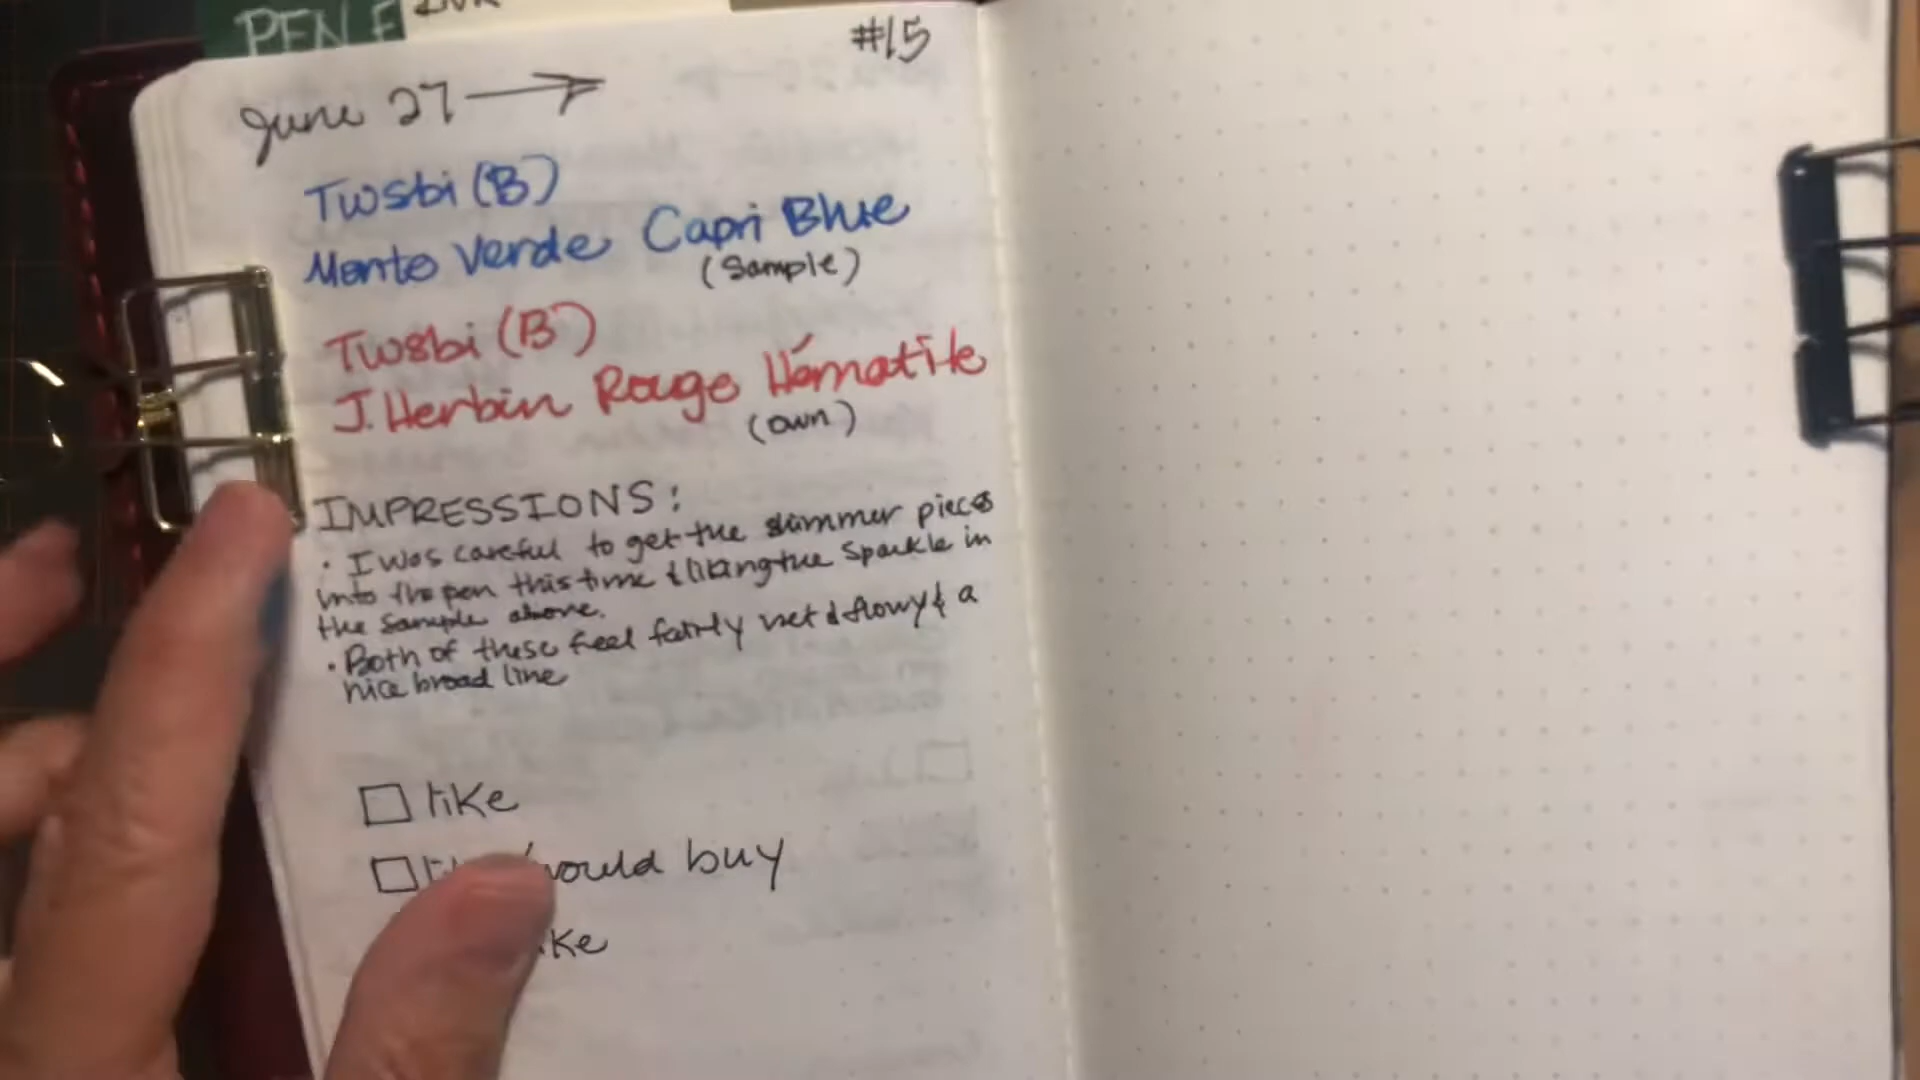 PEN
INK
#15
June 27
Twsbi (B)
Monte Verde Capri Blue
(Sample)
Twsbi (B)
J. Herbin Rouge Hématite
(own)
IMPRESSIONS:
• I was careful to get the shimmer pieces
into the pen this time & liking the sparkle in
the sample above.
• Both of these feel fairly wet & flowy & a
nice broad line
like
would buy